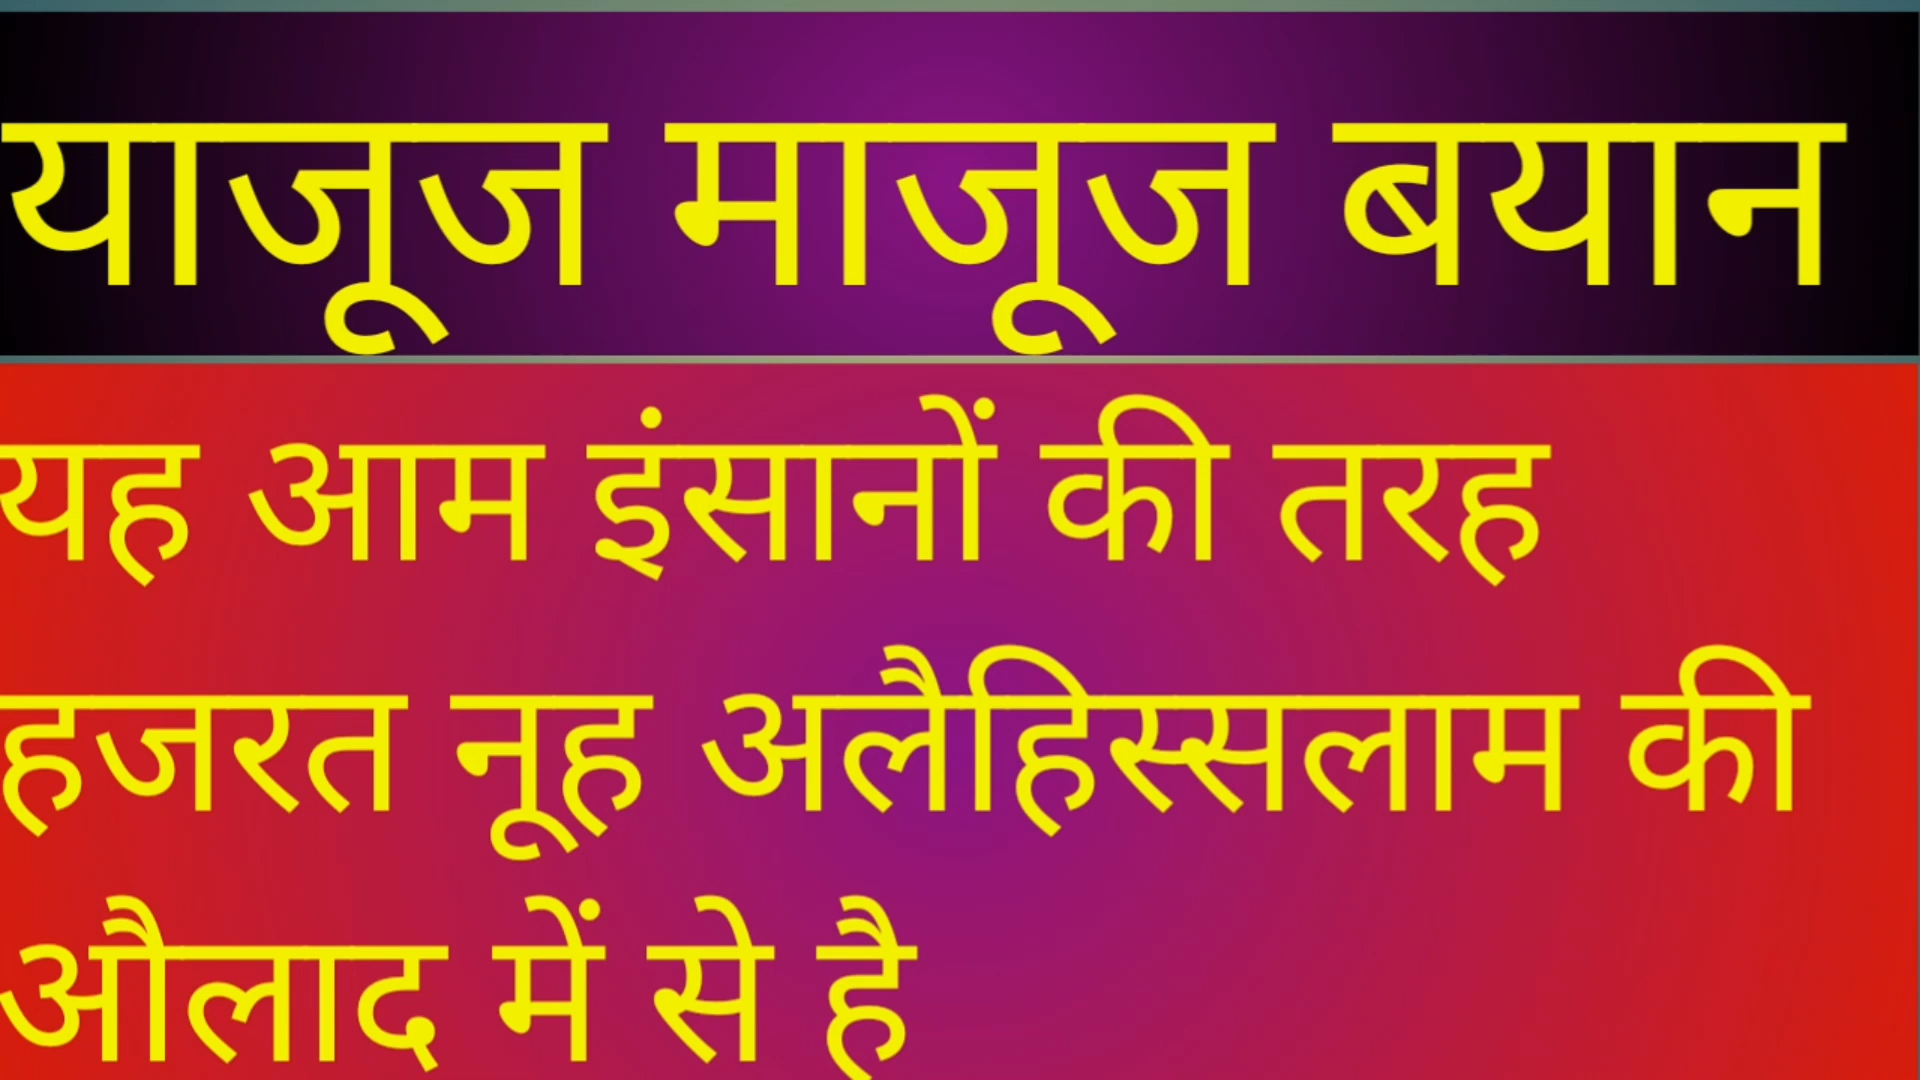 याजूज माजूज बयान
यह आम इंसानों की तरह
हजरत नूह अलैहिस्सलाम की
औलाद में से है